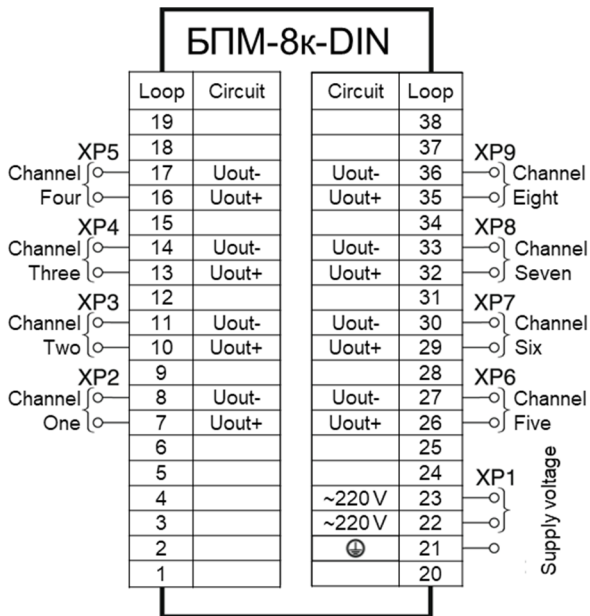 БПМ-8к-DIN
Loop Circuit Circuit Loop
19 38
18 37
XP5 XP9
Channel 17 Uout- Uout- 36 Channel
Four 16 Uout+ Uout+ 35 Eight
15 34
XP4 XP8
Channel 14 Uout- Uout- 33 Channel
Three 13 Uout+ Uout+ 32 Seven
12 31
XP3 XP7
Channel 11 Uout- Uout- 30 Channel
Two 10 Uout+ Uout+ 29 Six
9 28
XP2 XP6
Channel 8 Uout- Uout- 27 Channel
One 7 Uout+ Uout+ 26 Five
6 25
5 24
XP1
4 ~220 V 23
3 ~220 V 22
2 21
1 20
Supply voltage